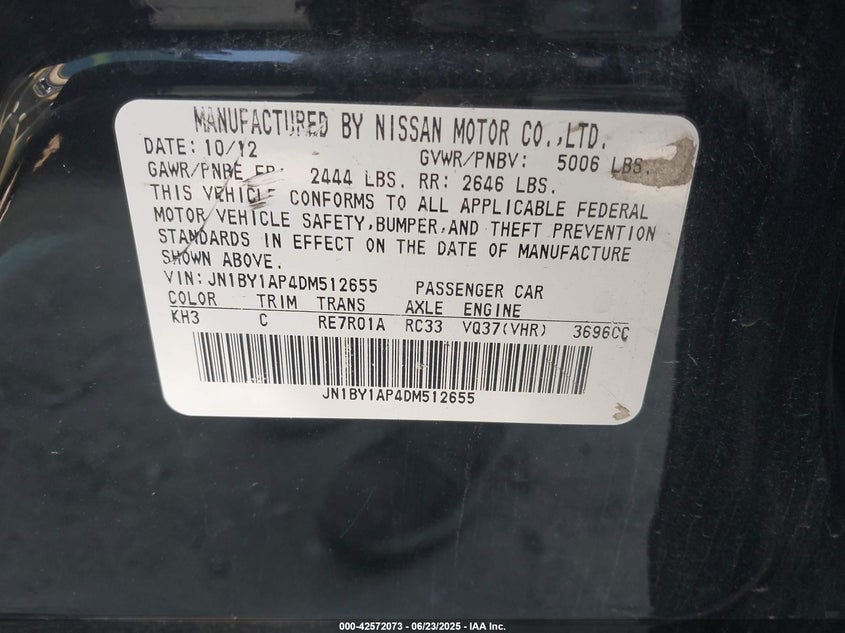 MANUFACTURED BY NISSAN MOTOR CO.,LTD.
DATE: 10/12 GVWR/PNBV: 5006 LBS.
GAWR/PNBE FR: 2444 LBS. RR: 2646 LBS.
THIS VEHICLE CONFORMS TO ALL APPLICABLE FEDERAL
MOTOR VEHICLE SAFETY,BUMPER,AND THEFT PREVENTION
STANDARDS IN EFFECT ON THE DATE OF MANUFACTURE
SHOWN ABOVE.
VIN:JN1BY1AP4DM512655 PASSENGER CAR
COLOR TRIM TRANS AXLE ENGINE
KH3 C RE7R01A RC33 VQ37(VHR) 3696CC
JN1BY1AP4DM512655
000-42572073 - 06/23/2025 - IAA Inc.